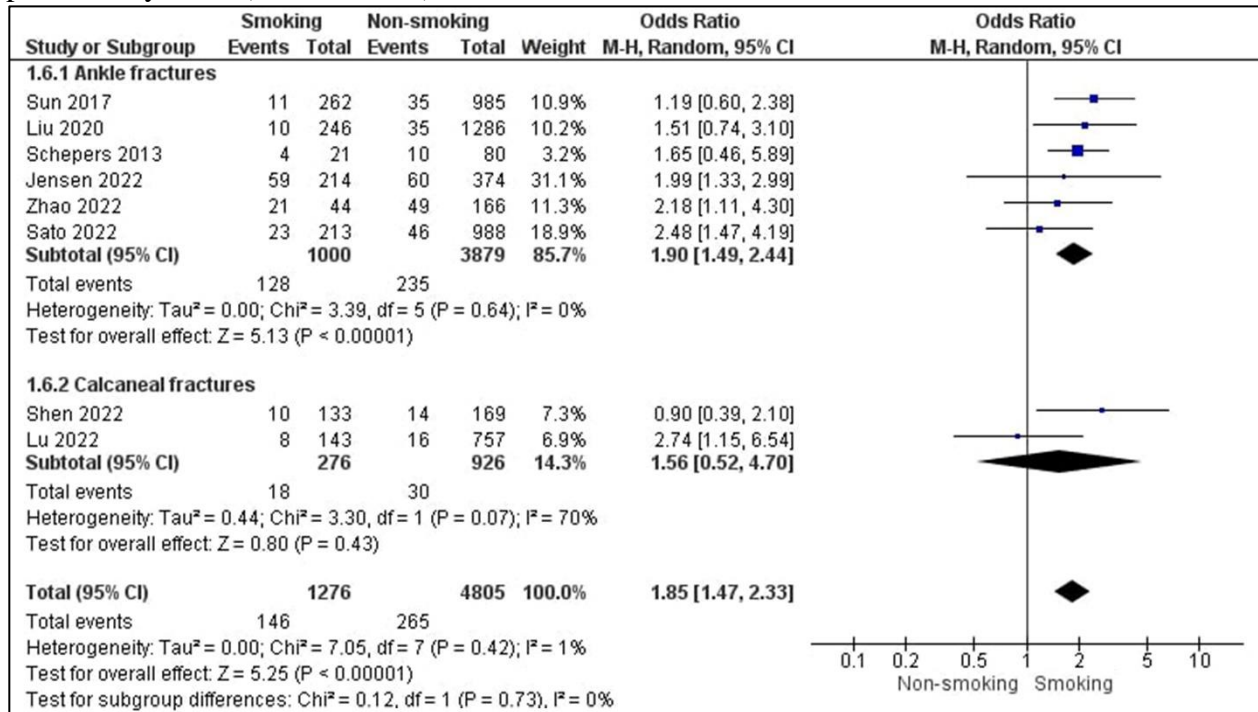 Smoking Non-smoking Odds Ratio Odds Ratio
Study or Subgroup Events Total Events Total Weight M-H, Random, 95% CI M-H, Random, 95% CI
1.6.1 Ankle fractures
Sun 2017 11 262 35 985 10.9% 1.19 [0.60, 2.38]
Liu 2020 10 246 35 1286 10.2% 1.51 [0.74, 3.10]
Schepers 2013 4 21 10 80 3.2% 1.65 [0.46, 5.89]
Jensen 2022 59 214 60 374 31.1% 1.99 [1.33, 2.99]
Zhao 2022 21 44 49 166 11.3% 2.18 [1.11, 4.30]
Sato 2022 23 213 46 988 18.9% 2.48 [1.47, 4.19]
Subtotal (95% CI) 1000 3879 85.7% 1.90 [1.49, 2.44]
Total events 128 235
Heterogeneity: Tau² = 0.00; Chi² = 3.39, df = 5 (P = 0.64); I² = 0%
Test for overall effect: Z = 5.13 (P < 0.00001)
1.6.2 Calcaneal fractures
Shen 2022 10 133 14 169 7.3% 0.90 [0.39, 2.10]
Lu 2022 8 143 16 757 6.9% 2.74 [1.15, 6.54]
Subtotal (95% CI) 276 926 14.3% 1.56 [0.52, 4.70]
Total events 18 30
Heterogeneity: Tau² = 0.44; Chi² = 3.30, df = 1 (P = 0.07); I² = 70%
Test for overall effect: Z = 0.80 (P = 0.43)
Total (95% CI) 1276 4805 100.0% 1.85 [1.47, 2.33]
Total events 146 265
Heterogeneity: Tau² = 0.00; Chi² = 7.05, df = 7 (P = 0.42); I² = 1%
Test for overall effect: Z = 5.25 (P < 0.00001)
Test for subgroup differences: Chi² = 0.12, df = 1 (P = 0.73), I² = 0%
0.1 0.2 0.5 1 2 5 10
Non-smoking Smoking